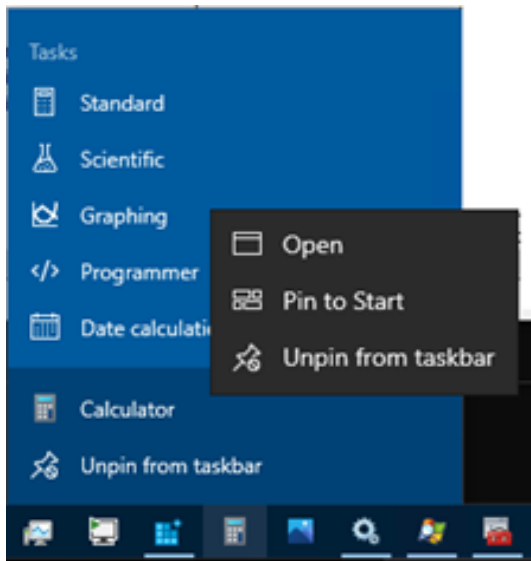 Tasks
Standard
Scientific
Graphing
Programmer
Date calculati
Calculator
Unpin from taskbar
Open
Pin to Start
Unpin from taskbar